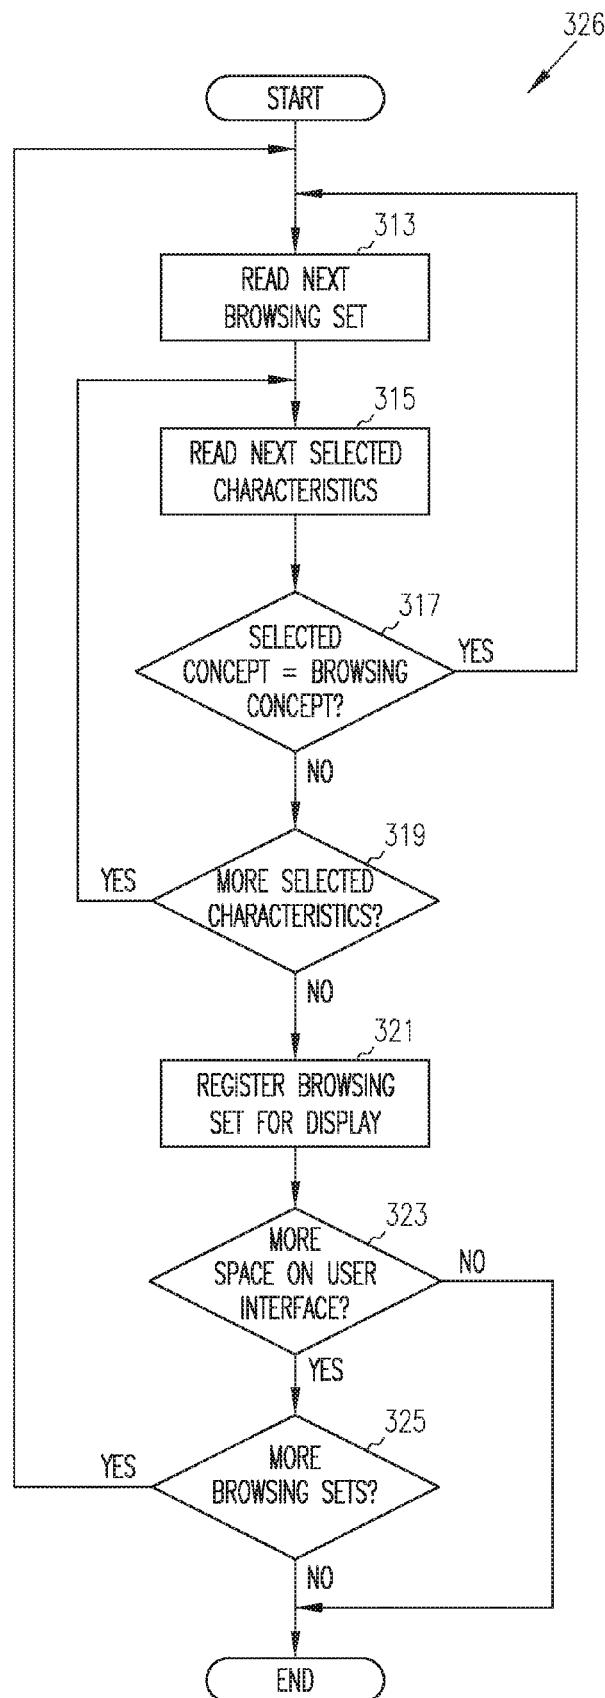 326
START
313
READ NEXT
BROWSING SET
315
READ NEXT SELECTED
CHARACTERISTICS
317
SELECTED
CONCEPT = BROWSING
CONCEPT?
YES
NO
319
YES
MORE SELECTED
CHARACTERISTICS?
NO
321
REGISTER BROWSING
SET FOR DISPLAY
323
MORE
SPACE ON USER
INTERFACE?
NO
YES
325
YES
MORE
BROWSING SETS?
NO
END